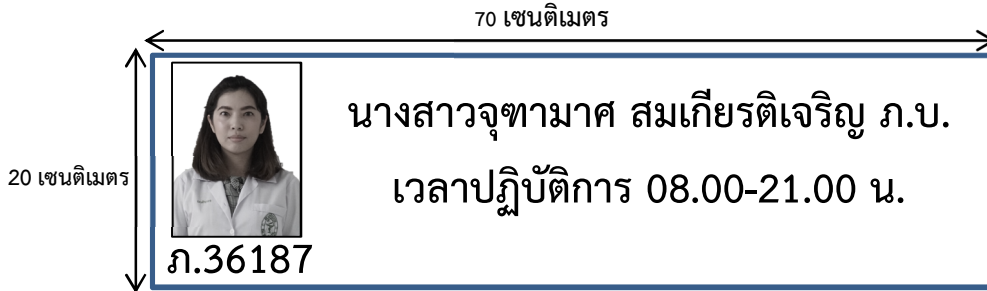 70 เซนติเมตร
20 เซนติเมตร
นางสาวจุฑามาศ สมเกียรติเจริญ ภ.บ.
เวลาปฏิบัติการ 08.00-21.00 น.
ภ.36187